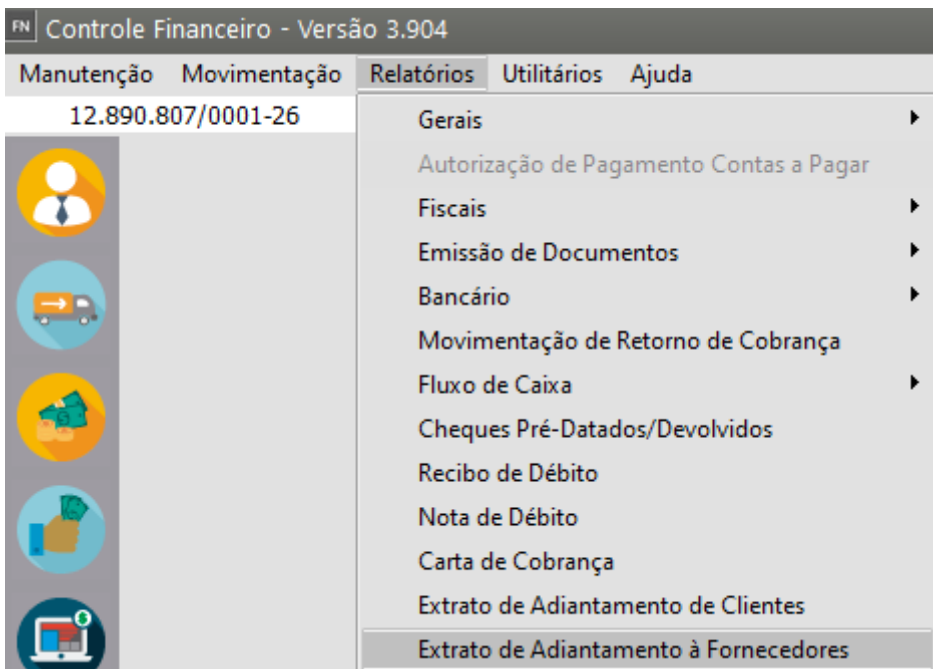 FN Controle Financeiro - Versão 3.904
Manutenção Movimentação Relatórios Utilitários Ajuda
12.890.807/0001-26
Gerais
Autorização de Pagamento Contas a Pagar
Fiscais
Emissão de Documentos
Bancário
Movimentação de Retorno de Cobrança
Fluxo de Caixa
Cheques Pré-Datados/Devolvidos
Recibo de Débito
Nota de Débito
Carta de Cobrança
Extrato de Adiantamento de Clientes
Extrato de Adiantamento à Fornecedores